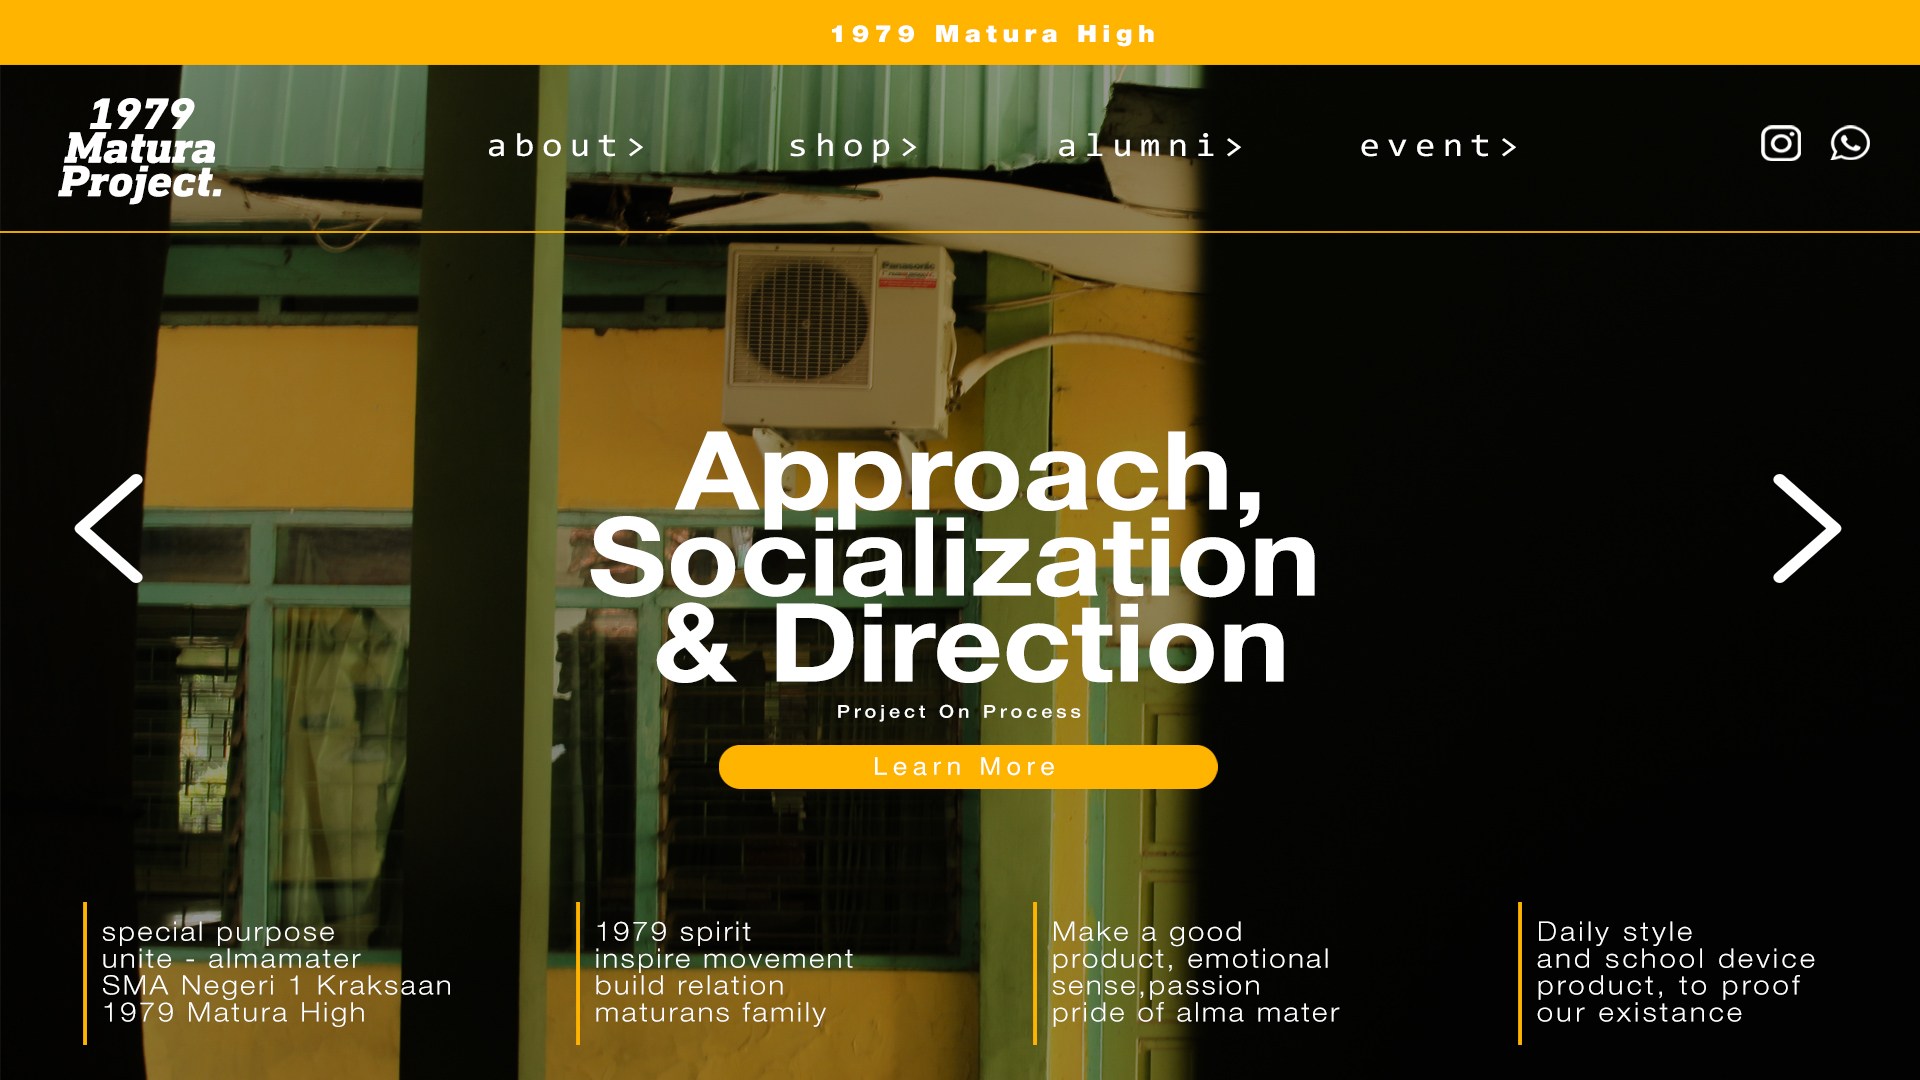 1979 Matura High
1979
Matura
Project.
about>
shop>
alumni>
event>
Panasonic
Approach,
Socialization
& Direction
Project On Process
Learn More
special purpose
unite - almamater
SMA Negeri 1 Kraksaan
1979 Matura High
1979 spirit
inspire movement
build relation
maturans family
Make a good
product, emotional
sense,passion
pride of alma mater
Daily style
and school device
product, to proof
our existance